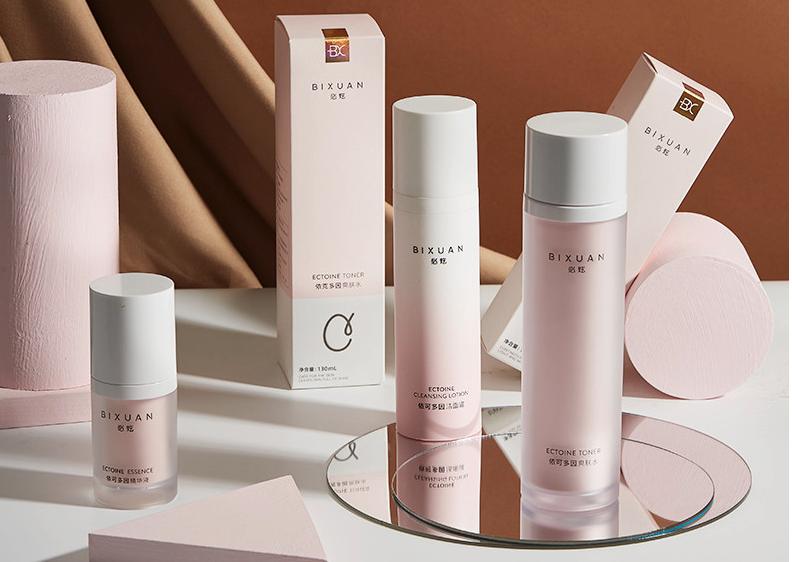 BC
BIXUAN
必炫
ECTOINE TONER
依克多因爽肤水
净含量: 130mL
BIXUAN
必炫
ECTOINE
CLEANSING LOTION
依可多因洁面液
BC
BIXUAN
必炫
净含量:
BIXUAN
必炫
ECTOINE TONER
依可多因爽肤水
BIXUAN
必炫
ECTOINE ESSENCE
依可多因精华液